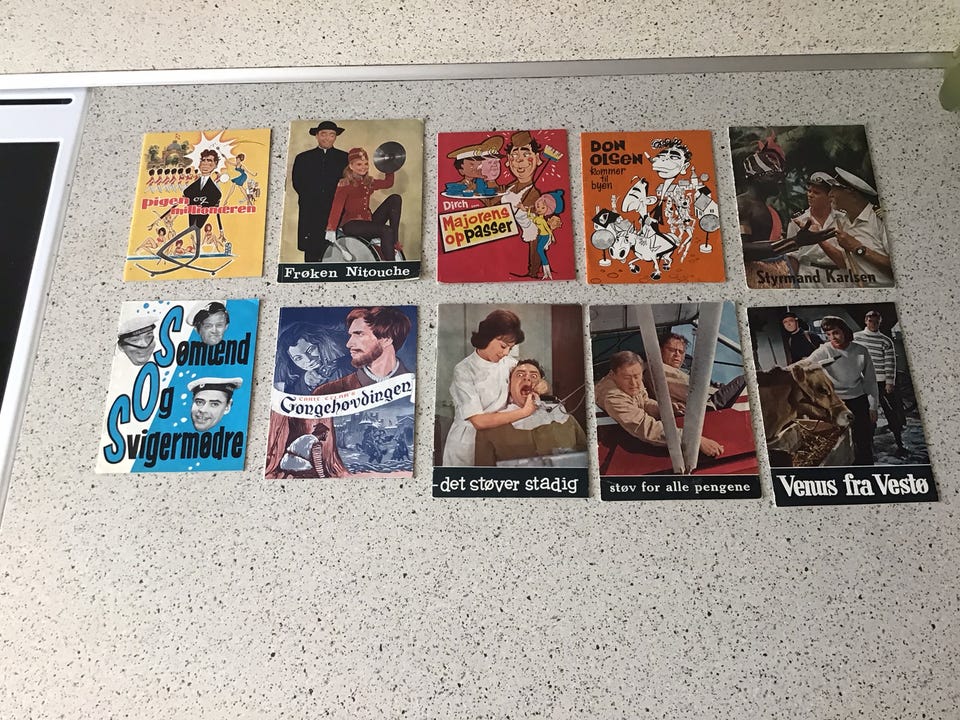 Pigen og
millionæren
Frøken Nitouche
Dirch
Majorens
oppasser
DON
OLSEN
kommer
til
byen
Styrmand Karlsen
Sømænd
Og
Svigermødre
Gøngehøvdingen
-det støver stadig
støv for alle pengene
Venus fra Vestø